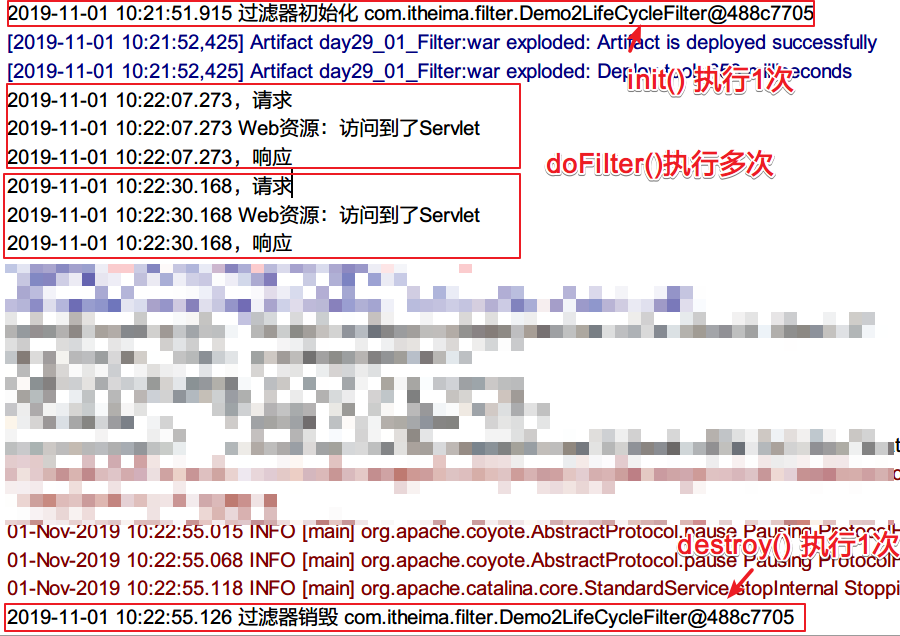 2019-11-01 10:21:51.915 过滤器初始化 com.itheima.filter.Demo2LifeCycleFilter@488c7705
[2019-11-01 10:21:52,425] Artifact day29_01_Filter:war exploded: Artifact is deployed successfully
[2019-11-01 10:21:52,425] Artifact day29_01_Filter:war exploded: Deploy took 650 milliseconds
init() 执行1次
2019-11-01 10:22:07.273，请求
2019-11-01 10:22:07.273 Web资源：访问到了Servlet
2019-11-01 10:22:07.273，响应
doFilter()执行多次
2019-11-01 10:22:30.168，请求
2019-11-01 10:22:30.168 Web资源：访问到了Servlet
2019-11-01 10:22:30.168，响应
01-Nov-2019 10:22:55.015 INFO [main] org.apache.coyote.AbstractProtocol.pause Pausing ProtocolH
destroy() 执行1次
01-Nov-2019 10:22:55.068 INFO [main] org.apache.coyote.AbstractProtocol.pause Pausing ProtocolH
01-Nov-2019 10:22:55.118 INFO [main] org.apache.catalina.core.StandardService.stopInternal Stoppi
2019-11-01 10:22:55.126 过滤器销毁 com.itheima.filter.Demo2LifeCycleFilter@488c7705